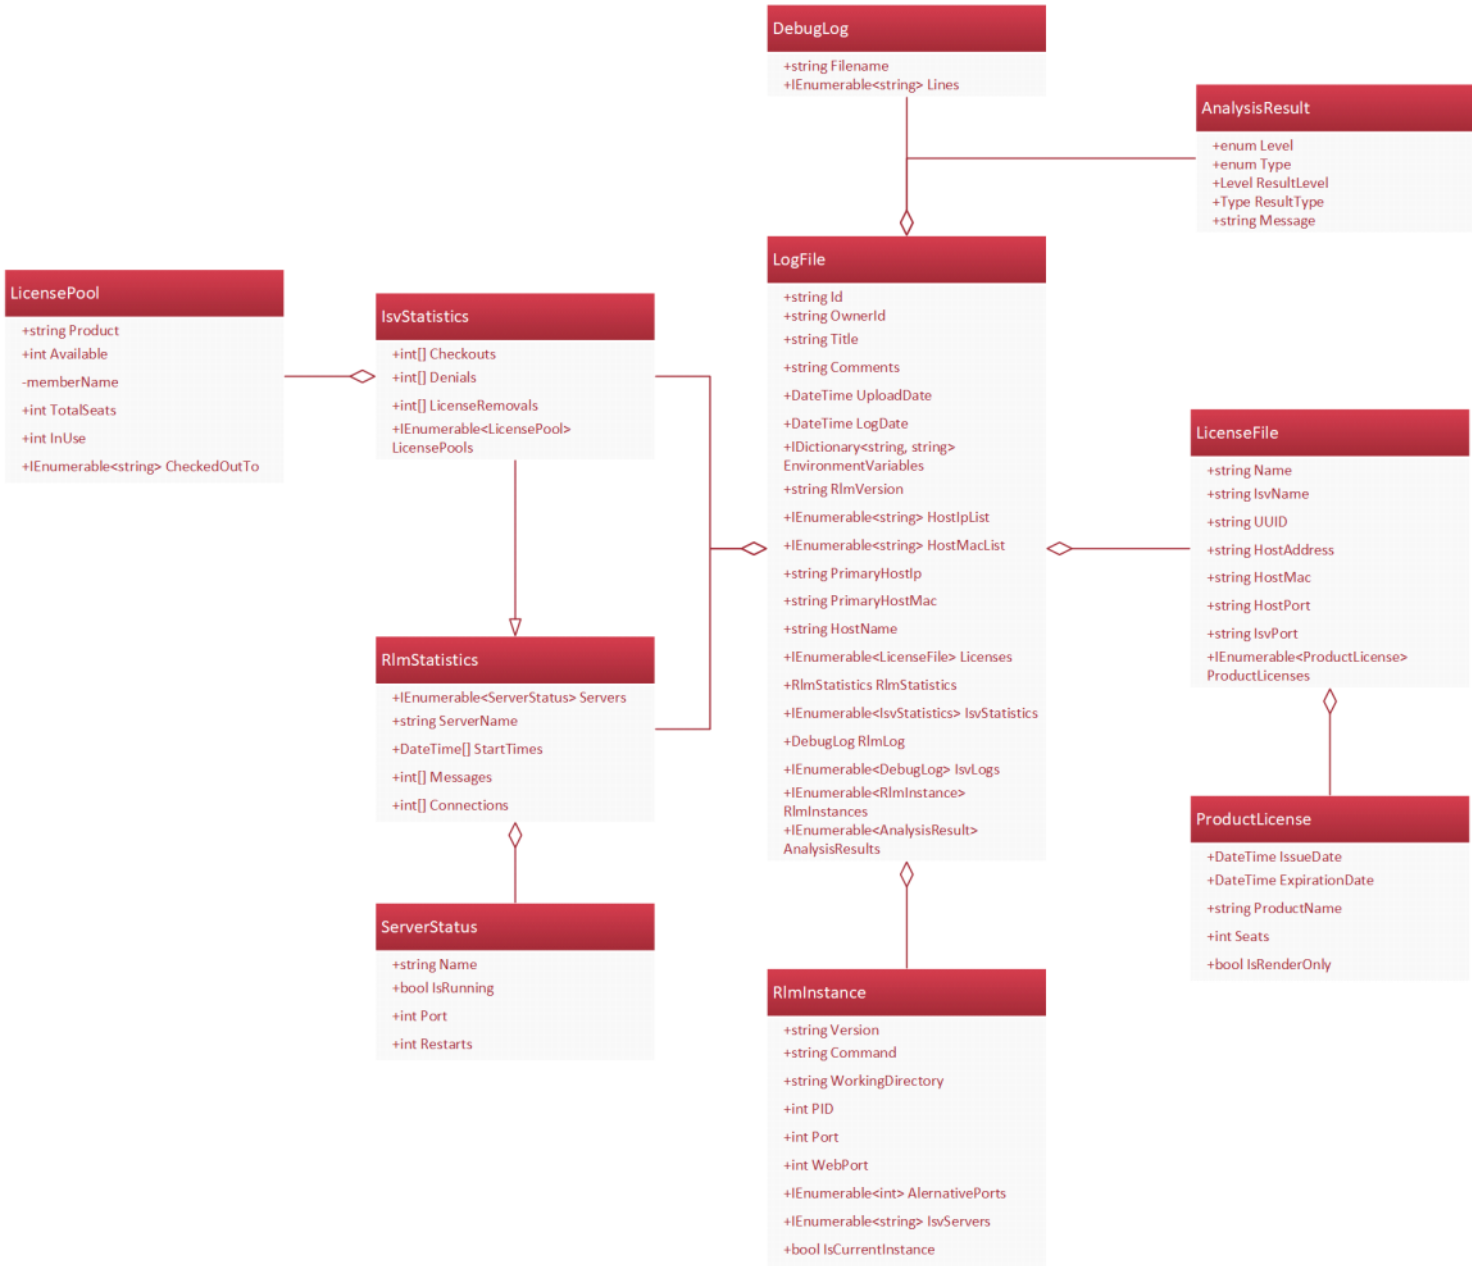 DebugLog
+string Filename
+IEnumerable<string> Lines
AnalysisResult
+enum Level
+enum Type
+Level ResultLevel
+Type ResultType
+string Message
LicensePool
+string Product
+int Available
-memberName
+int TotalSeats
+int InUse
+IEnumerable<string> CheckedOutTo
IsvStatistics
+int[] Checkouts
+int[] Denials
+int[] LicenseRemovals
+IEnumerable<LicensePool>
LicensePools
LogFile
+string Id
+string OwnerId
+string Title
+string Comments
+DateTime UploadDate
+DateTime LogDate
+IDictionary<string, string>
EnvironmentVariables
+string RlmVersion
+IEnumerable<string> HostIpList
+IEnumerable<string> HostMacList
+string PrimaryHostIp
+string PrimaryHostMac
+string HostName
+IEnumerable<LicenseFile> Licenses
+RlmStatistics RlmStatistics
+IEnumerable<IsvStatistics> IsvStatistics
+DebugLog RlmLog
+IEnumerable<DebugLog> IsvLogs
+IEnumerable<RlmInstance>
RlmInstances
+IEnumerable<AnalysisResult>
AnalysisResults
LicenseFile
+string Name
+string IsvName
+string UUID
+string HostAddress
+string HostMac
+string HostPort
+string IsvPort
+IEnumerable<ProductLicense>
ProductLicenses
RlmStatistics
+IEnumerable<ServerStatus> Servers
+string ServerName
+DateTime[] StartTimes
+int[] Messages
+int[] Connections
ProductLicense
+DateTime IssueDate
+DateTime ExpirationDate
+string ProductName
+int Seats
+bool IsRenderOnly
ServerStatus
+string Name
+bool IsRunning
+int Port
+int Restarts
RlmInstance
+string Version
+string Command
+string WorkingDirectory
+int PID
+int Port
+int WebPort
+IEnumerable<int> AlernativePorts
+IEnumerable<string> IsvServers
+bool IsCurrentInstance